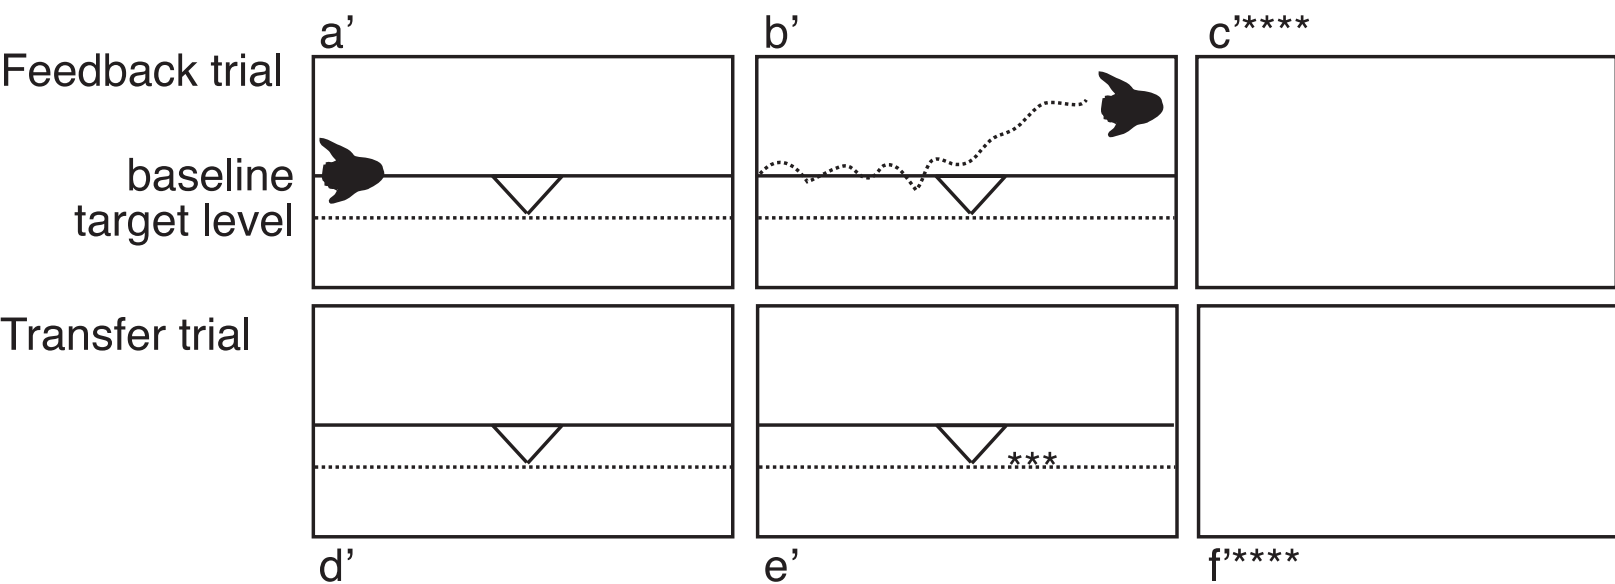 a’
b’
c’****
Feedback trial
baseline
target level
Transfer trial
***
d’
e’
f’****